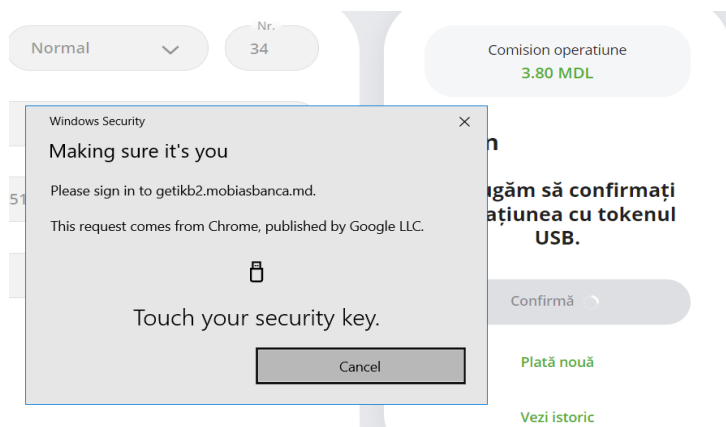 Nr.
Normal
34
51
Comision operatiune
3.80 MDL
Windows Security
Making sure it's you
Please sign in to getikb2.mobiasbanca.md.
This request comes from Chrome, published by Google LLC.
Touch your security key.
Cancel
să confirmați
cu tokenul
USB.
Confirmă
Plată nouă
Vezi istoric